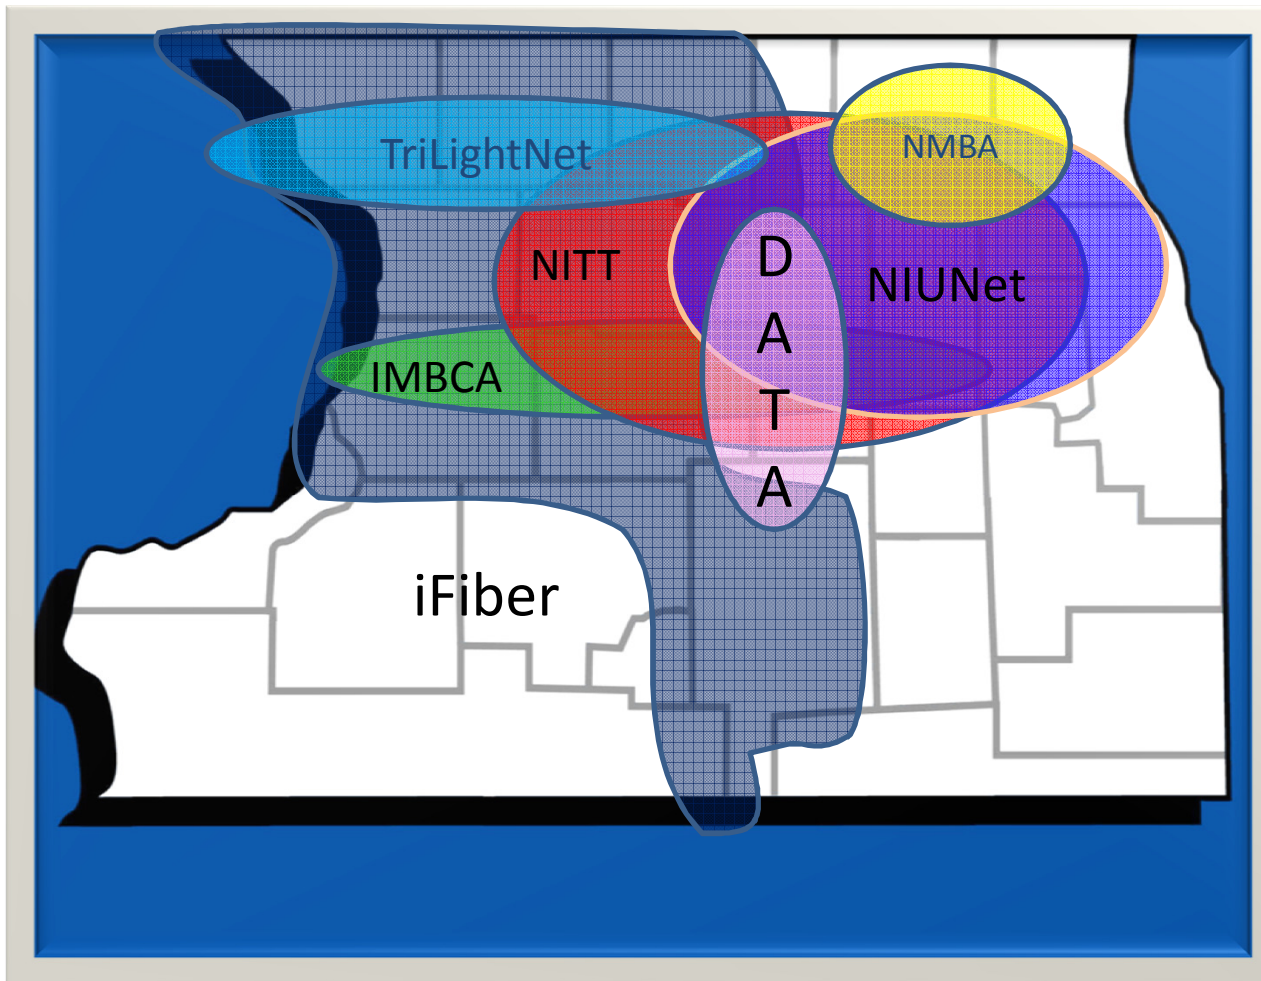 TriLightNet
NMBA
NITT
NIUNet
D
A
T
A
IMBCA
iFiber